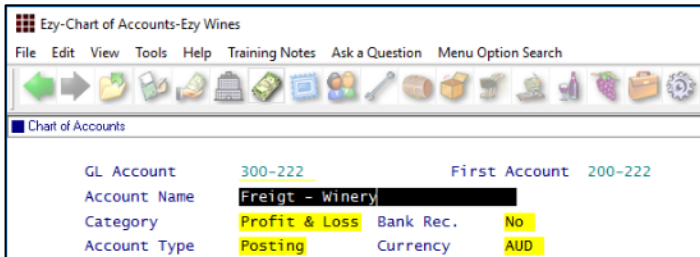 Ezy-Chart of Accounts-Ezy Wines
File Edit View Tools Help Training Notes Ask a Question Menu Option Search
Chart of Accounts
GL Account 300-222 First Account 200-222
Account Name Freigt - Winery
Category Profit & Loss Bank Rec. No
Account Type Posting Currency AUD